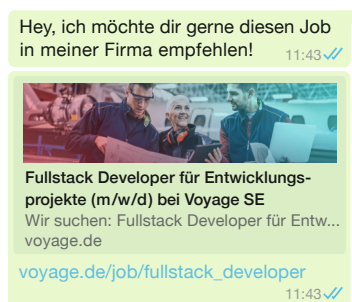 Hey, ich möchte dir gerne diesen Job
in meiner Firma empfehlen!
11:43
Fullstack Developer für Entwicklungs-
projekte (m/w/d) bei Voyage SE
Wir suchen: Fullstack Developer für Entw...
voyage.de
voyage.de/job/fullstack_developer
11:43